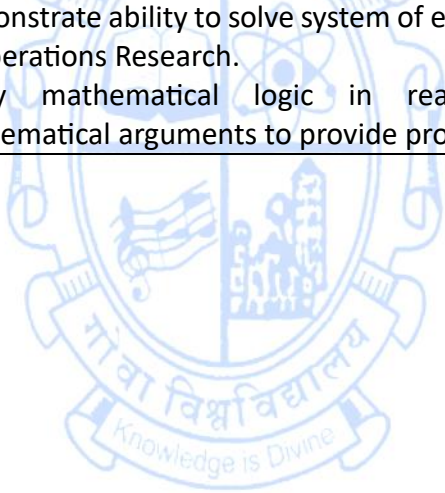 onstrate ability to solve system of e
perations Research.
y mathematical logic in rea
ematical arguments to provide pro
गोंवा विश्वविद्यालय
Knowledge is Divine